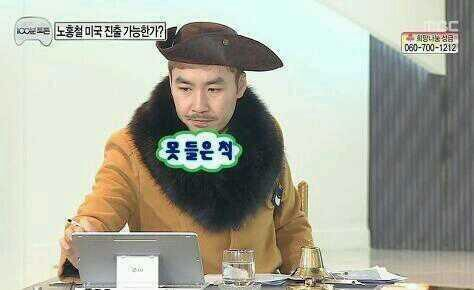 100분 토론
노홍철 미국 진출 가능한가?
MBC
희망나눔 성금
060-700-1212
못 들은 척